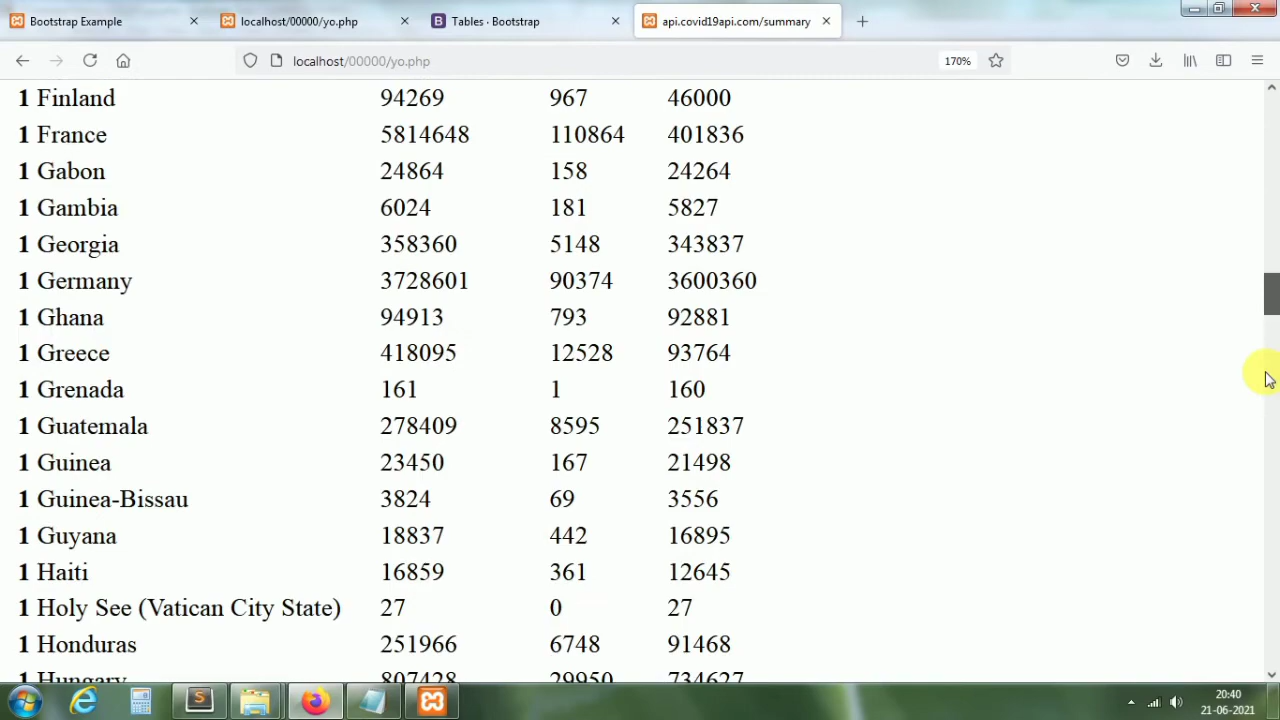 Bootstrap Example
localhost/00000/yo.php
Tables · Bootstrap
api.covid19api.com/summary
localhost/00000/yo.php
170%
1 Finland 94269 967 46000
1 France 5814648 110864 401836
1 Gabon 24864 158 24264
1 Gambia 6024 181 5827
1 Georgia 358360 5148 343837
1 Germany 3728601 90374 3600360
1 Ghana 94913 793 92881
1 Greece 418095 12528 93764
1 Grenada 161 1 160
1 Guatemala 278409 8595 251837
1 Guinea 23450 167 21498
1 Guinea-Bissau 3824 69 3556
1 Guyana 18837 442 16895
1 Haiti 16859 361 12645
1 Holy See (Vatican City State) 27 0 27
1 Honduras 251966 6748 91468
1 Hungary 807428 29950 734627
20:40
21-06-2021